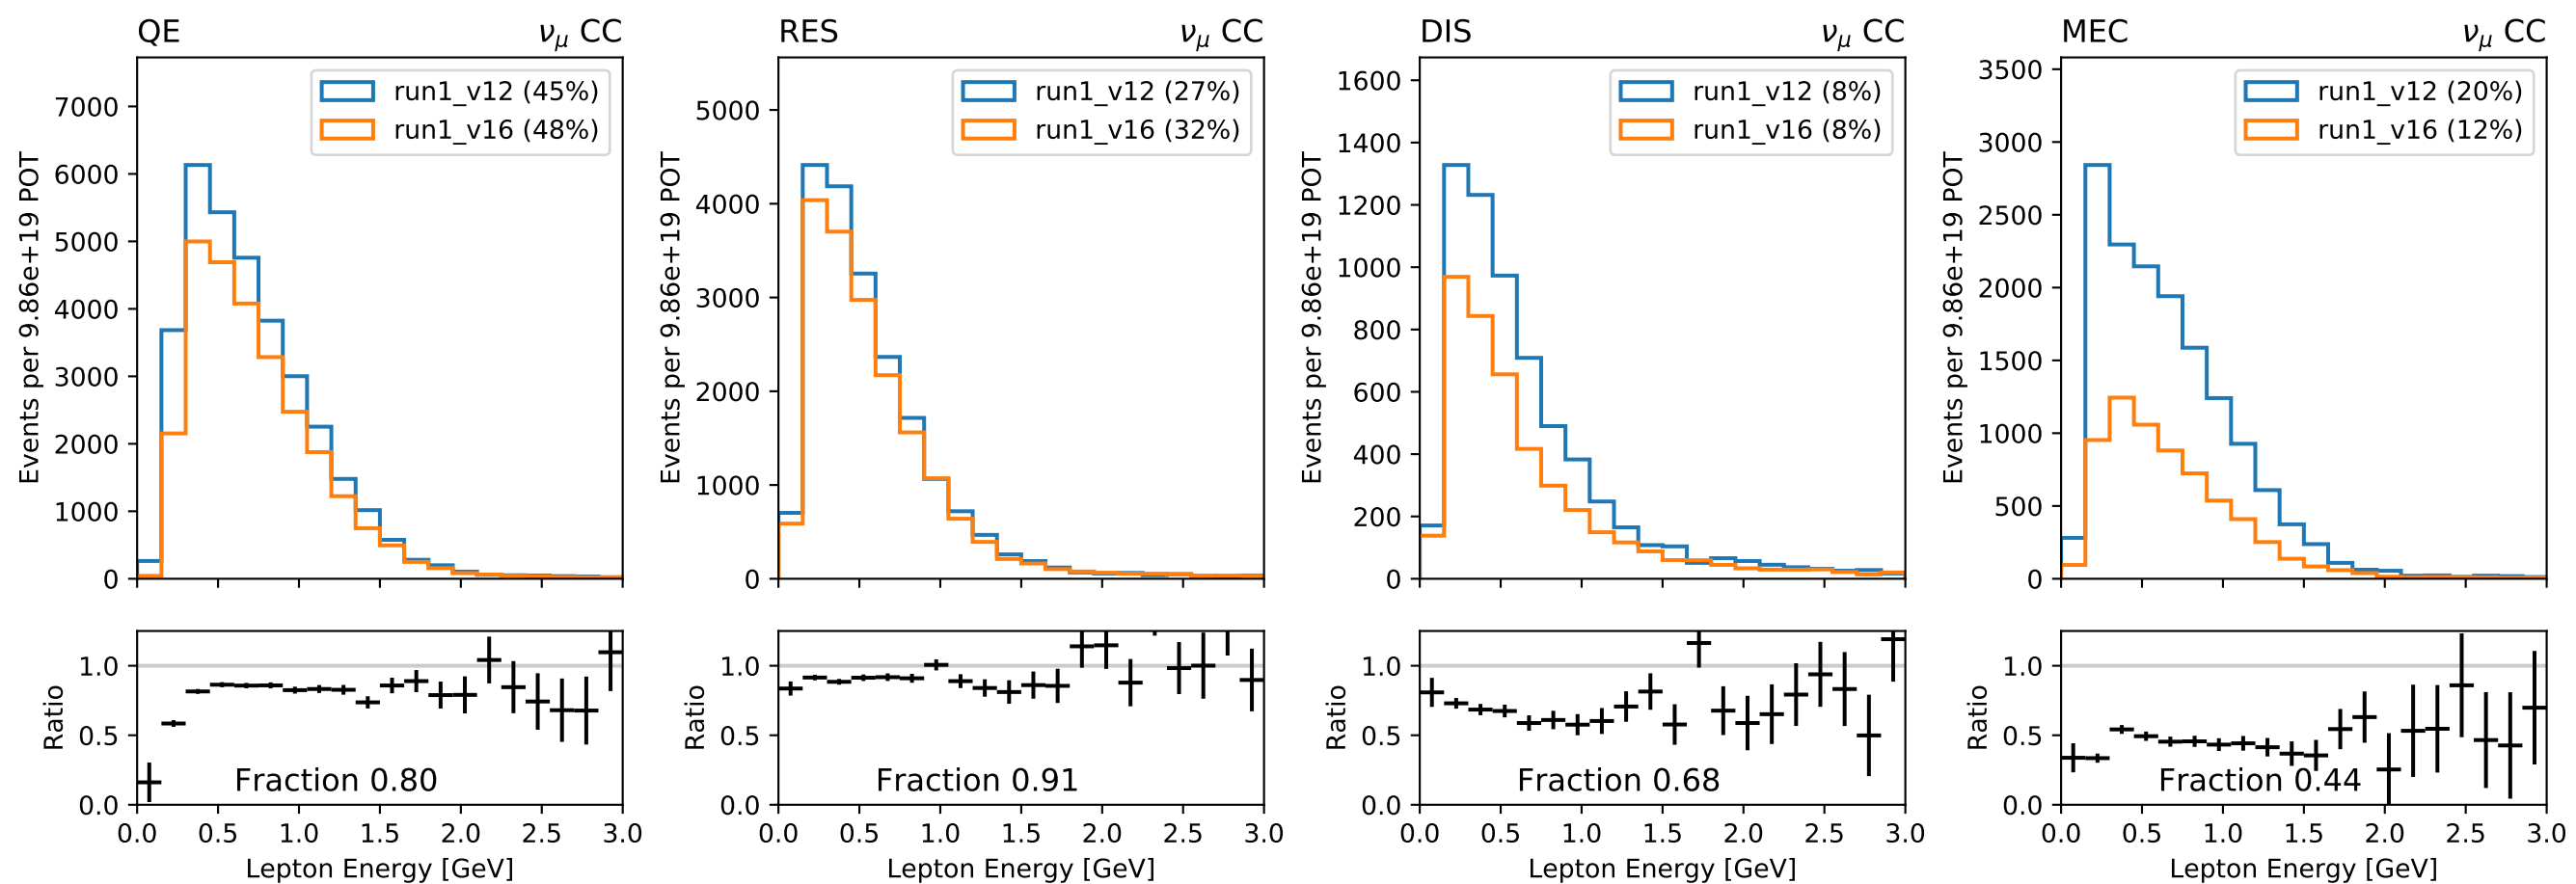 QE ν_μ CC
run1_v12 (45%)
run1_v16 (48%)
Events per 9.86e+19 POT
7000
6000
5000
4000
3000
2000
1000
0
Ratio
1.0
0.5
0.0
Fraction 0.80
0.0 0.5 1.0 1.5 2.0 2.5 3.0
Lepton Energy [GeV]
RES ν_μ CC
run1_v12 (27%)
run1_v16 (32%)
Events per 9.86e+19 POT
5000
4000
3000
2000
1000
0
Ratio
1.0
0.5
0.0
Fraction 0.91
0.0 0.5 1.0 1.5 2.0 2.5 3.0
Lepton Energy [GeV]
DIS ν_μ CC
run1_v12 (8%)
run1_v16 (8%)
Events per 9.86e+19 POT
1600
1400
1200
1000
800
600
400
200
0
Ratio
1.0
0.5
0.0
Fraction 0.68
0.0 0.5 1.0 1.5 2.0 2.5 3.0
Lepton Energy [GeV]
MEC ν_μ CC
run1_v12 (20%)
run1_v16 (12%)
Events per 9.86e+19 POT
3500
3000
2500
2000
1500
1000
500
0
Ratio
1.0
0.5
0.0
Fraction 0.44
0.0 0.5 1.0 1.5 2.0 2.5 3.0
Lepton Energy [GeV]